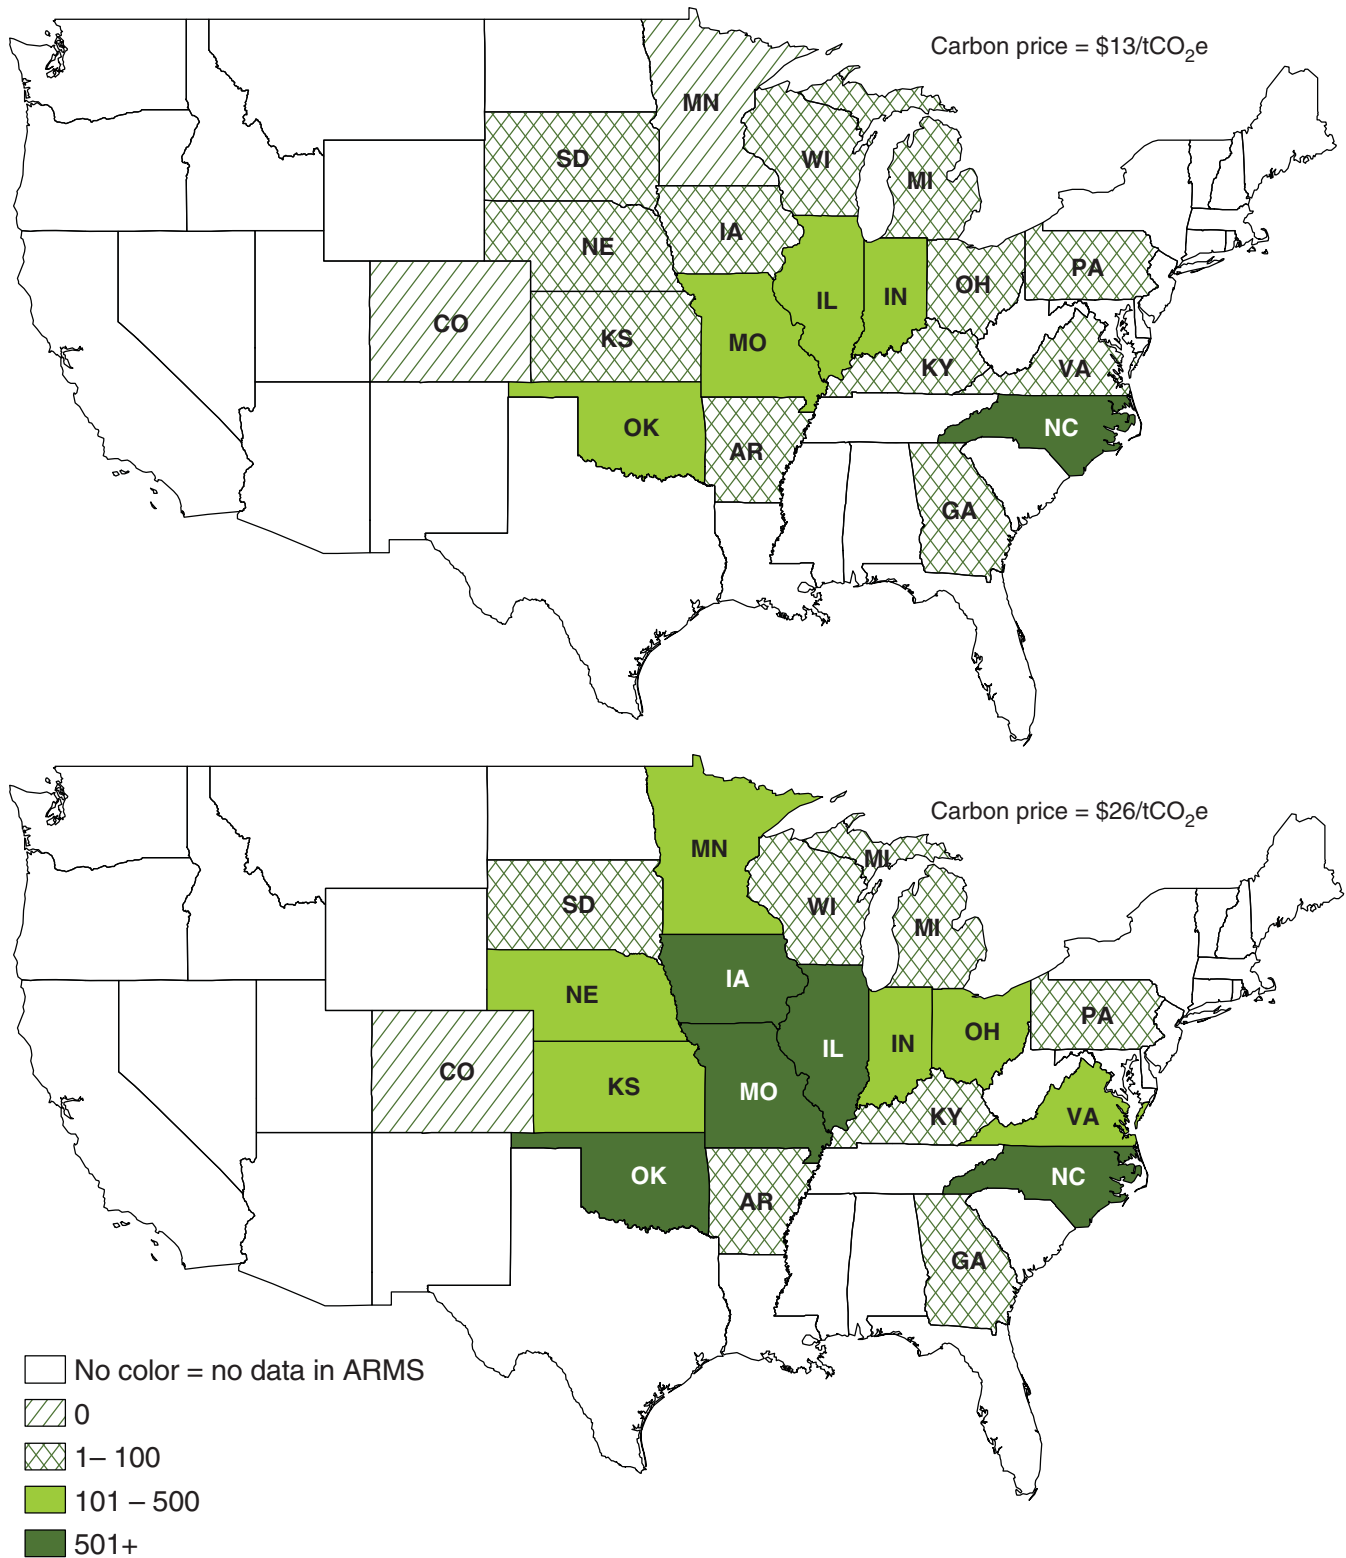 Carbon price = $13/tCO2e
MN
SD
WI
MI
NE
IA
PA
OH
IL
IN
CO
KS
MO
KY
VA
OK
AR
NC
GA
Carbon price = $26/tCO2e
MN
MI
SD
WI
MI
IA
NE
PA
OH
IN
IL
CO
KS
MO
KY
VA
OK
NC
AR
GA
No color = no data in ARMS
0
1– 100
101 – 500
501+